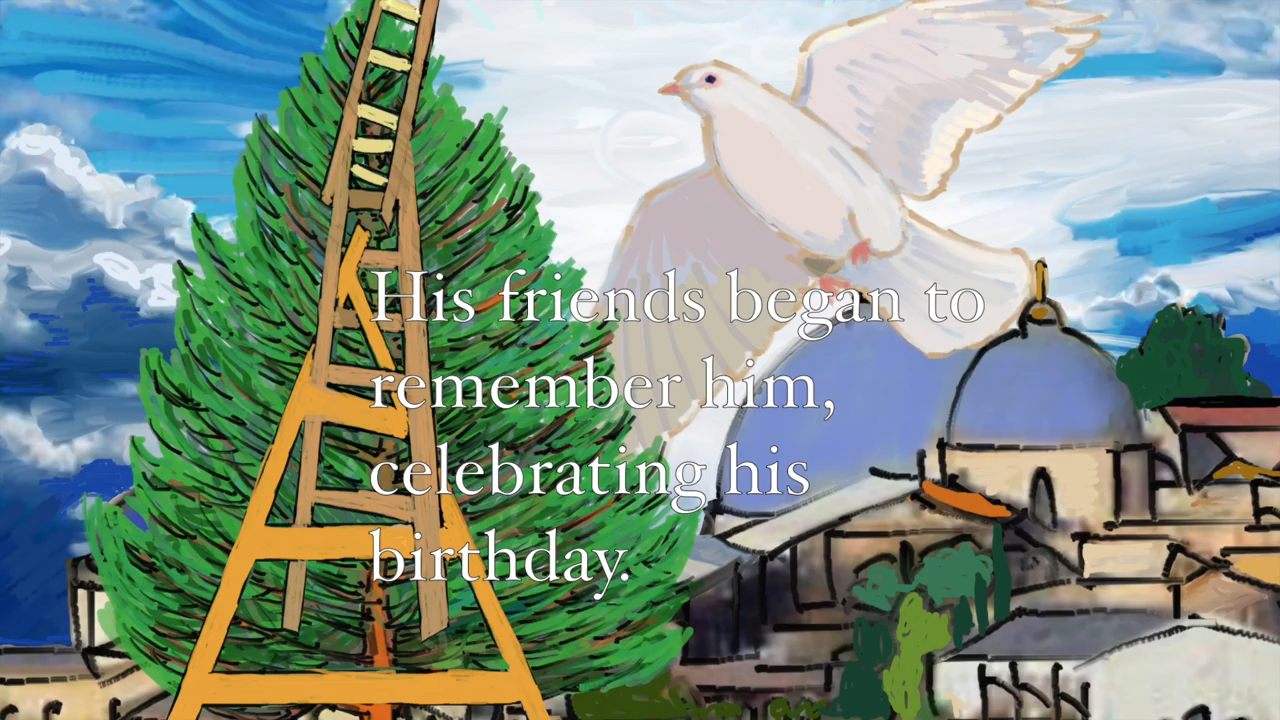 His friends began to
remember him,
celebrating his
birthday.